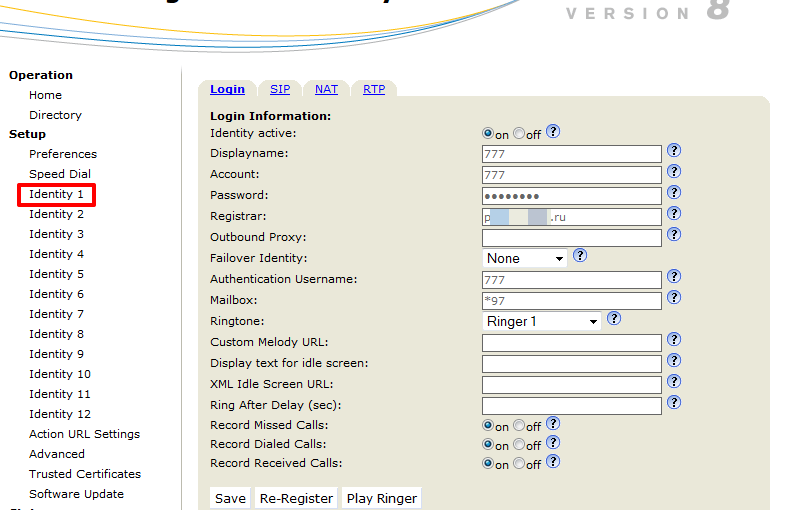 VERSION 8
Operation
Home
Directory
Setup
Preferences
Speed Dial
Identity 1
Identity 2
Identity 3
Identity 4
Identity 5
Identity 6
Identity 7
Identity 8
Identity 9
Identity 10
Identity 11
Identity 12
Action URL Settings
Advanced
Trusted Certificates
Software Update
Login SIP NAT RTP
Login Information:
Identity active: on off ?
Displayname: 777 ?
Account: 777 ?
Password: •••••••• ?
Registrar: p .ru ?
Outbound Proxy: ?
Failover Identity: None ?
Authentication Username: 777 ?
Mailbox: *97 ?
Ringtone: Ringer 1 ?
Custom Melody URL: ?
Display text for idle screen: ?
XML Idle Screen URL: ?
Ring After Delay (sec): ?
Record Missed Calls: on off ?
Record Dialed Calls: on off ?
Record Received Calls: on off ?
Save Re-Register Play Ringer